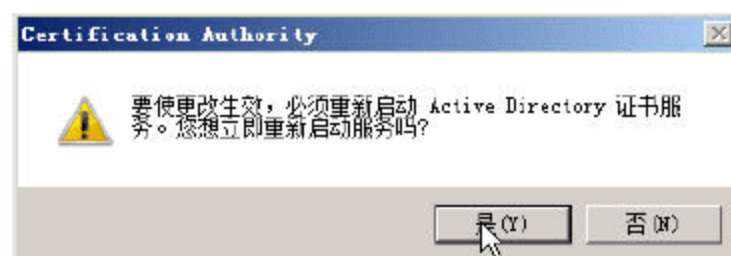 Certification Authority
要使更改生效，必须重新启动 Active Directory 证书服
务。您想立即重新启动服务吗?
是(Y)
否(N)